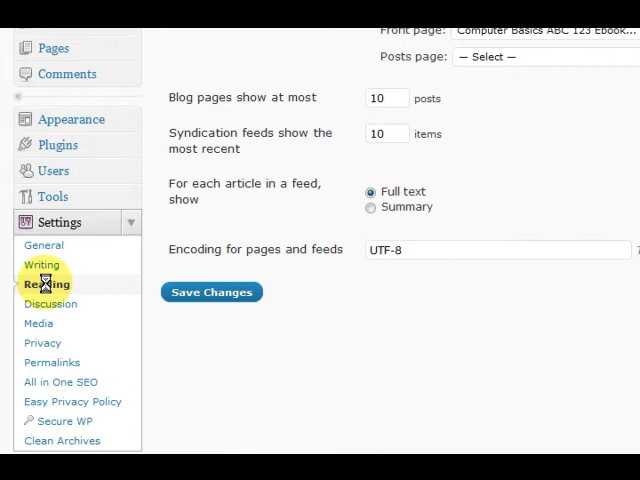 Pages
Comments
Appearance
Plugins
Users
Tools
Settings
General
Writing
Reading
Discussion
Media
Privacy
Permalinks
All in One SEO
Easy Privacy Policy
Secure WP
Clean Archives
Front page: Computer Basics ABC 123 Ebook...
Posts page: — Select —
Blog pages show at most 10 posts
Syndication feeds show the
most recent
10 items
For each article in a feed,
show
Full text
Summary
Encoding for pages and feeds UTF-8
Save Changes